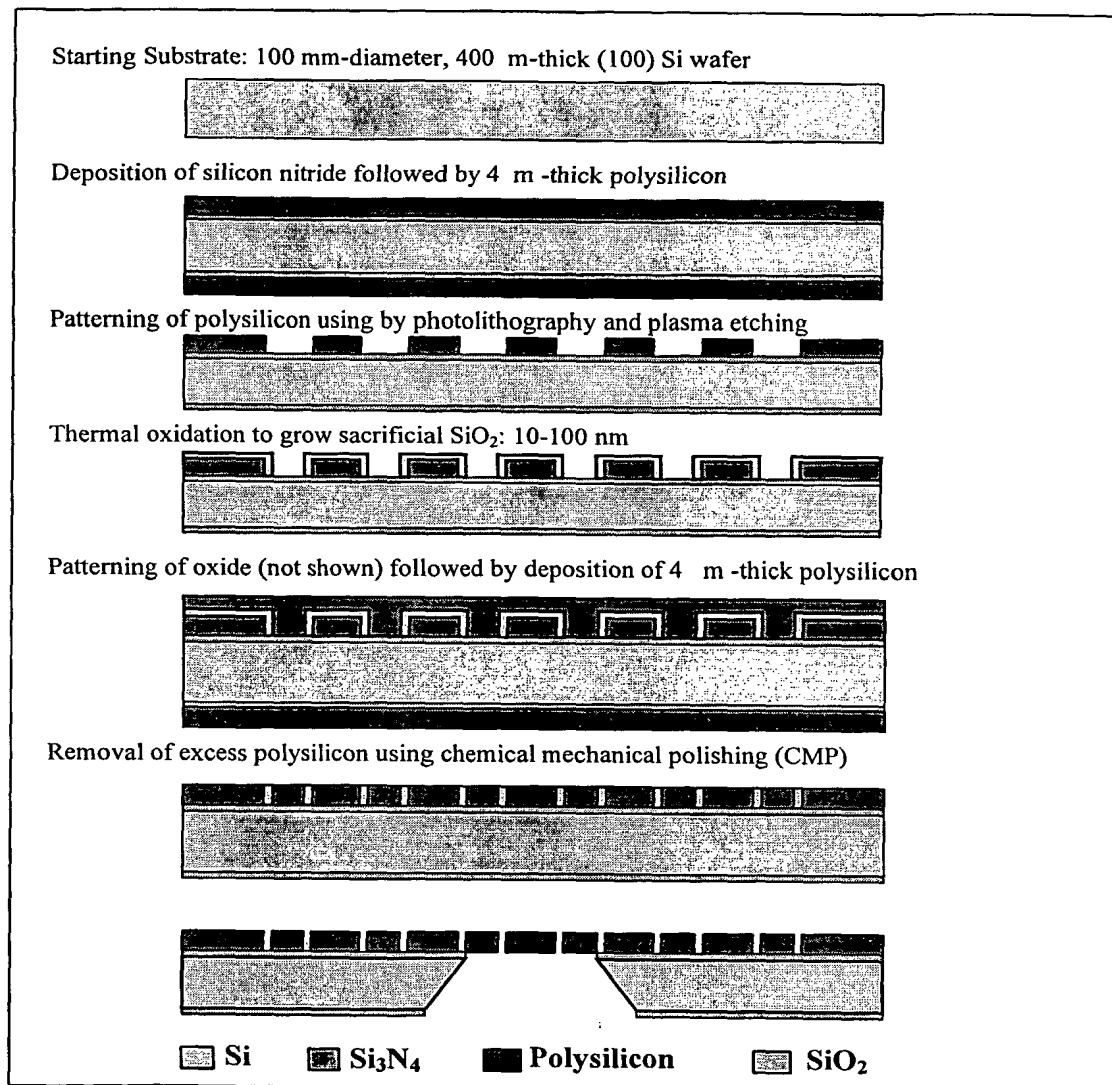 Starting Substrate: 100 mm-diameter, 400 m-thick (100) Si wafer
Deposition of silicon nitride followed by 4 m -thick polysilicon
Patterning of polysilicon using by photolithography and plasma etching
Thermal oxidation to grow sacrificial SiO₂: 10-100 nm
Patterning of oxide (not shown) followed by deposition of 4 m -thick polysilicon
Removal of excess polysilicon using chemical mechanical polishing (CMP)
Si Si₃N₄ Polysilicon SiO₂